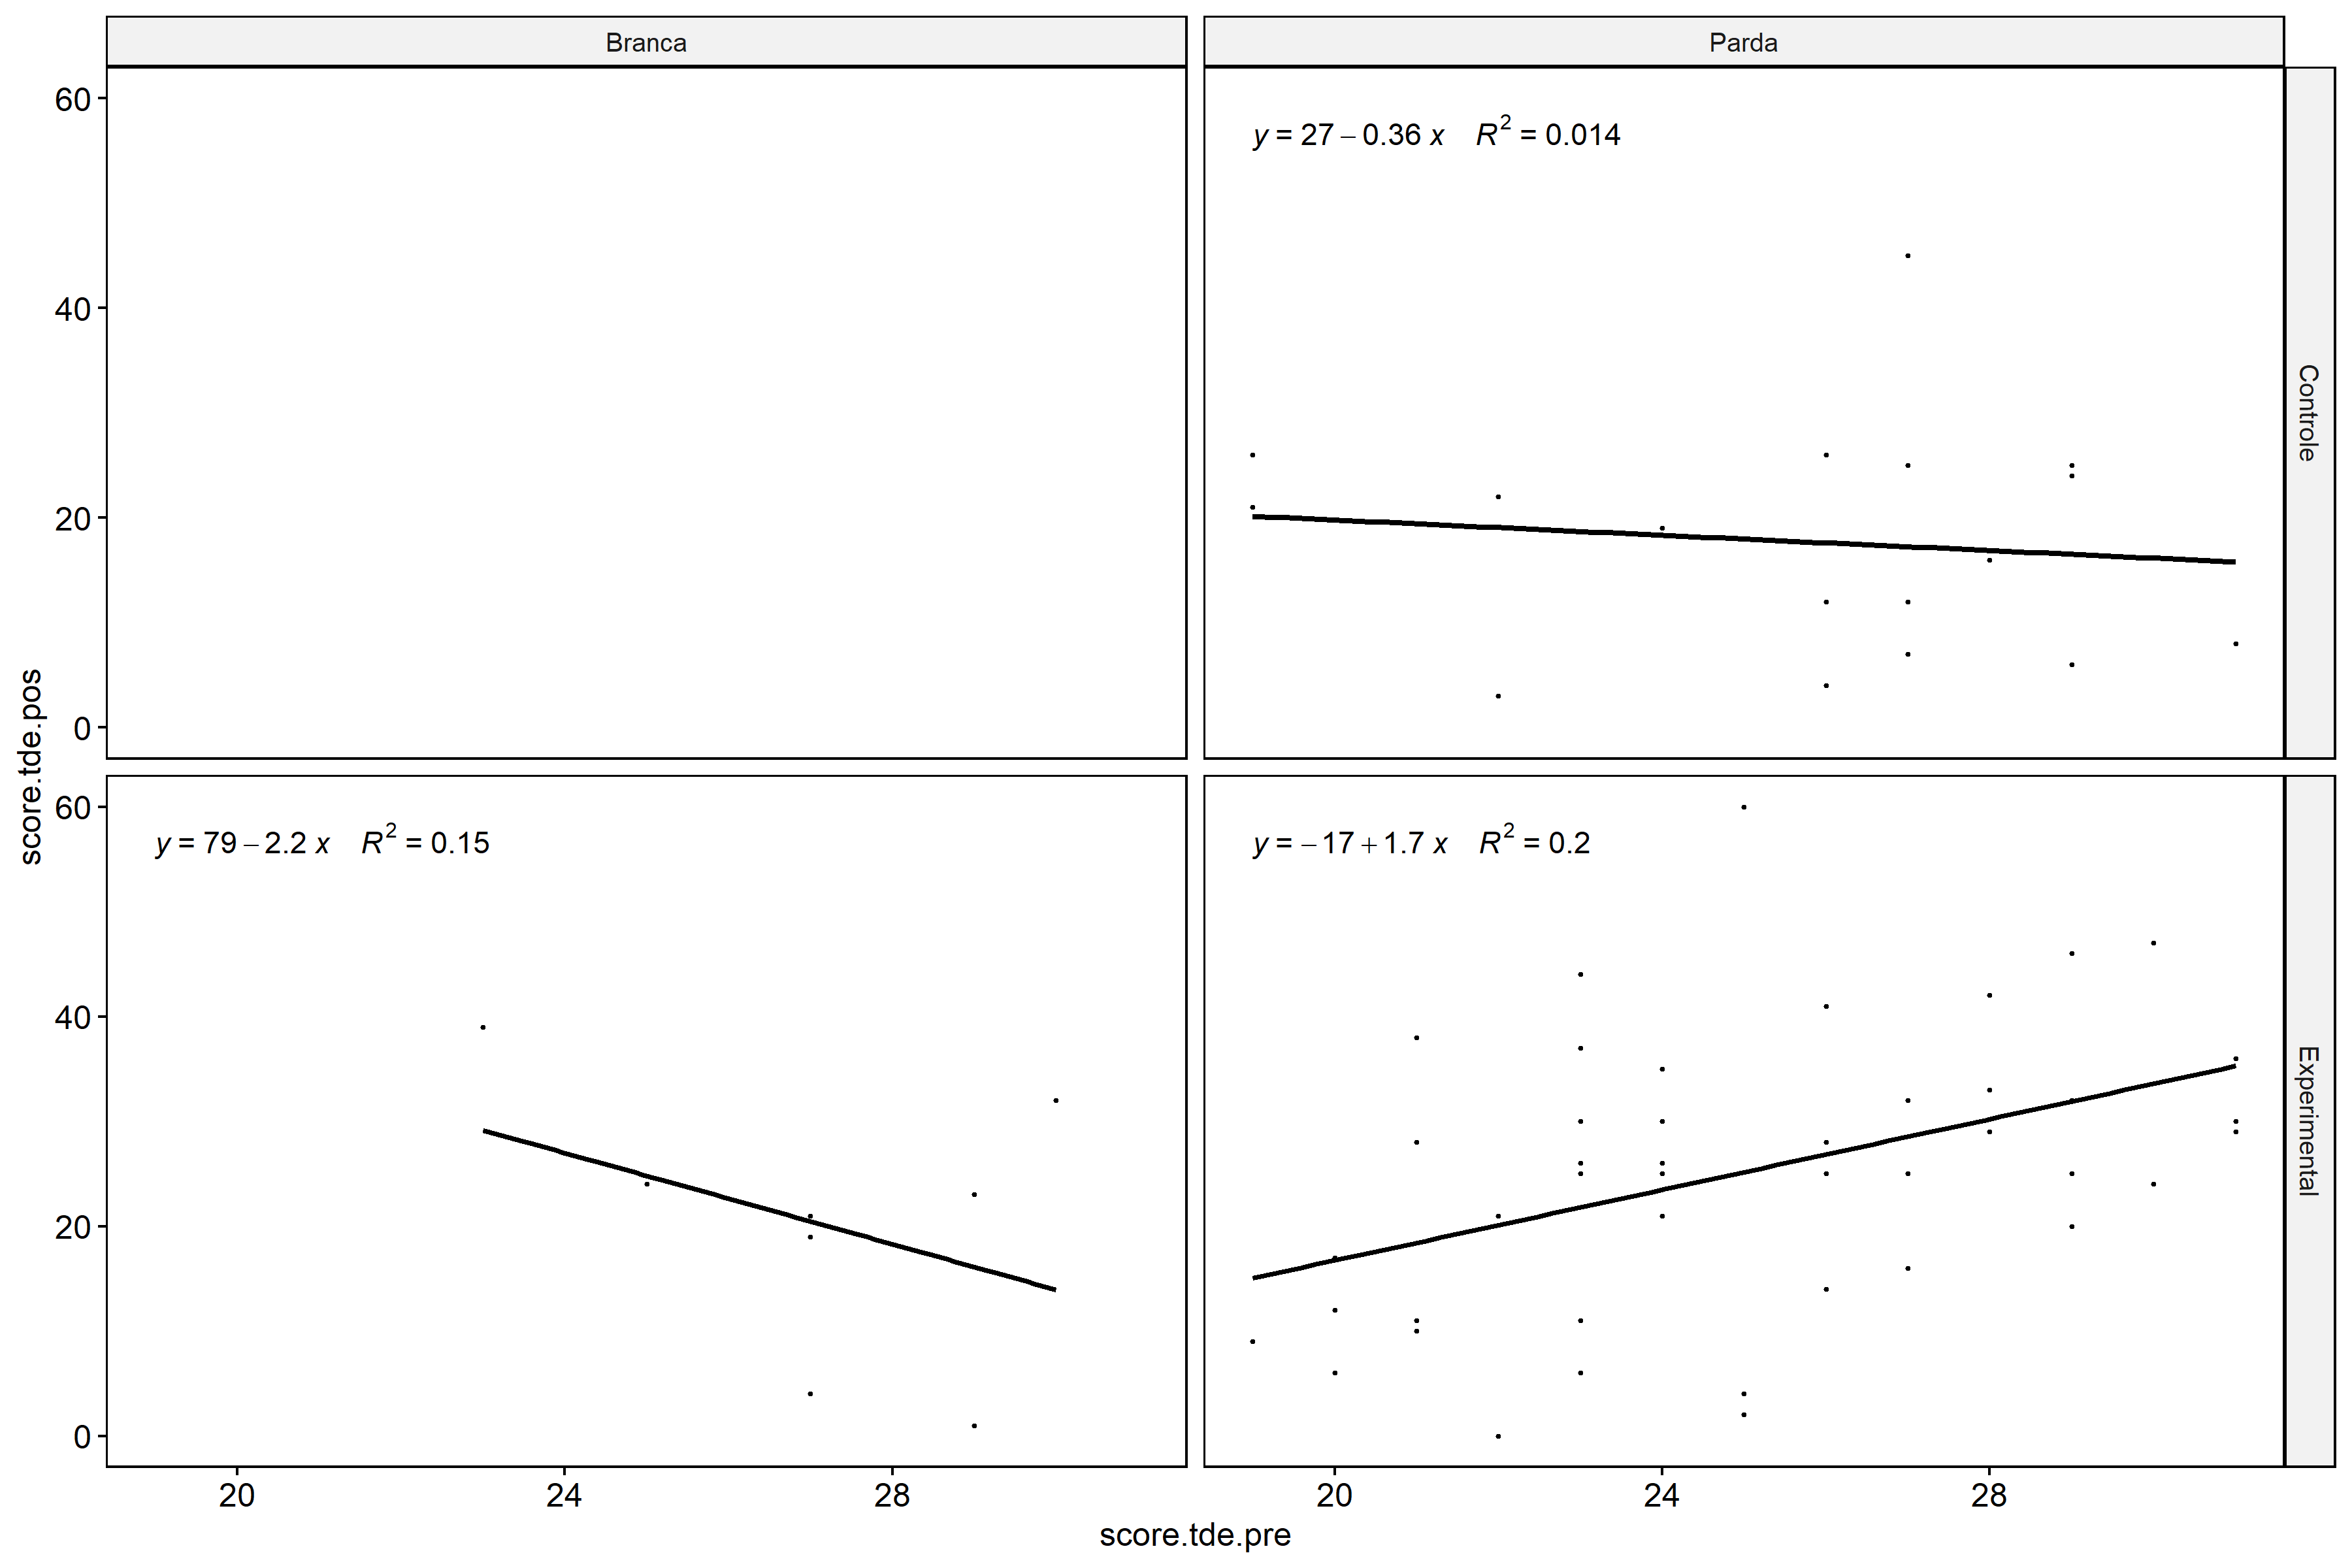 Branca
Parda
60
40
20
0
y = 27 − 0.36 x R² = 0.014
Controle
60
40
20
0
y = 79 − 2.2 x R² = 0.15
y = − 17 + 1.7 x R² = 0.2
Experimental
score.tde.pos
20
24
28
20
24
28
score.tde.pre